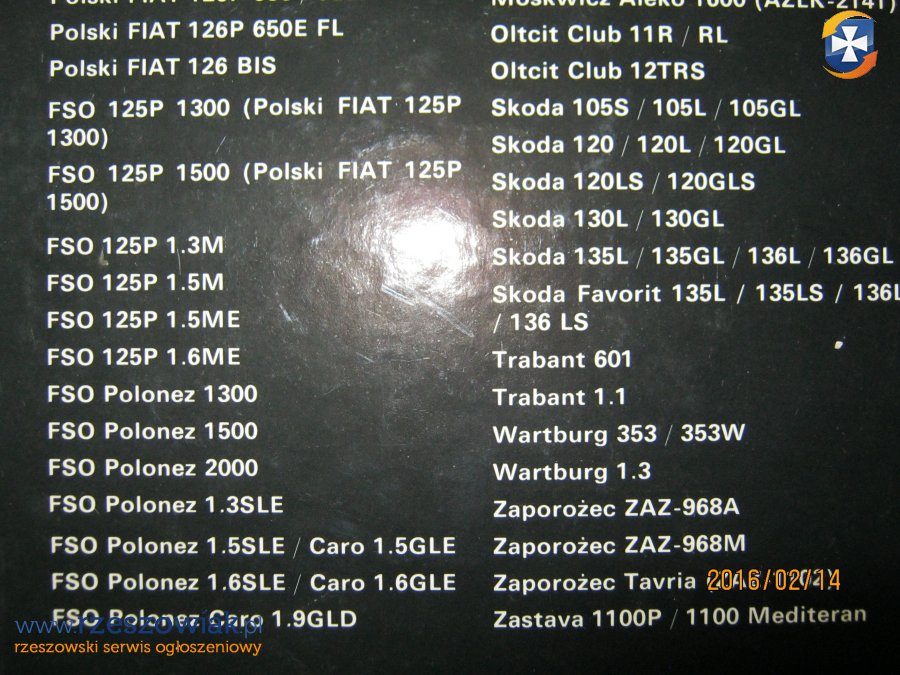 Polski FIAT 126P 650E FL
Polski FIAT 126 BIS
FSO 125P 1300 (Polski FIAT 125P
1300)
FSO 125P 1500 (Polski FIAT 125P
1500)
FSO 125P 1.3M
FSO 125P 1.5M
FSO 125P 1.5ME
FSO 125P 1.6ME
FSO Polonez 1300
FSO Polonez 1500
FSO Polonez 2000
FSO Polonez 1.3SLE
FSO Polonez 1.5SLE / Caro 1.5GLE
FSO Polonez 1.6SLE / Caro 1.6GLE
FSO Polonez Caro 1.9GLD
Moskwicz Aleko 1600 (AZLK-2141)
Oltcit Club 11R / RL
Oltcit Club 12TRS
Skoda 105S / 105L / 105GL
Skoda 120 / 120L / 120GL
Skoda 120LS / 120GLS
Skoda 130L / 130GL
Skoda 135L / 135GL / 136L / 136GL
Skoda Favorit 135L / 135LS / 136L
/ 136 LS
Trabant 601
Trabant 1.1
Wartburg 353 / 353W
Wartburg 1.3
Zaporożec ZAZ-968A
Zaporożec ZAZ-968M
Zaporożec Tavria
Zastava 1100P / 1100 Mediteran
2016/02/14
www.rzeszowiak.pl
rzeszowski serwis ogłoszeniowy